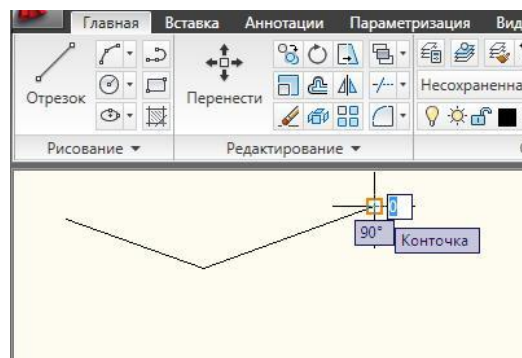 Главная Вставка Аннотации Параметризация Вид
Отрезок Перенести Несохраненна
Рисование Редактирование
0
90° Конточка